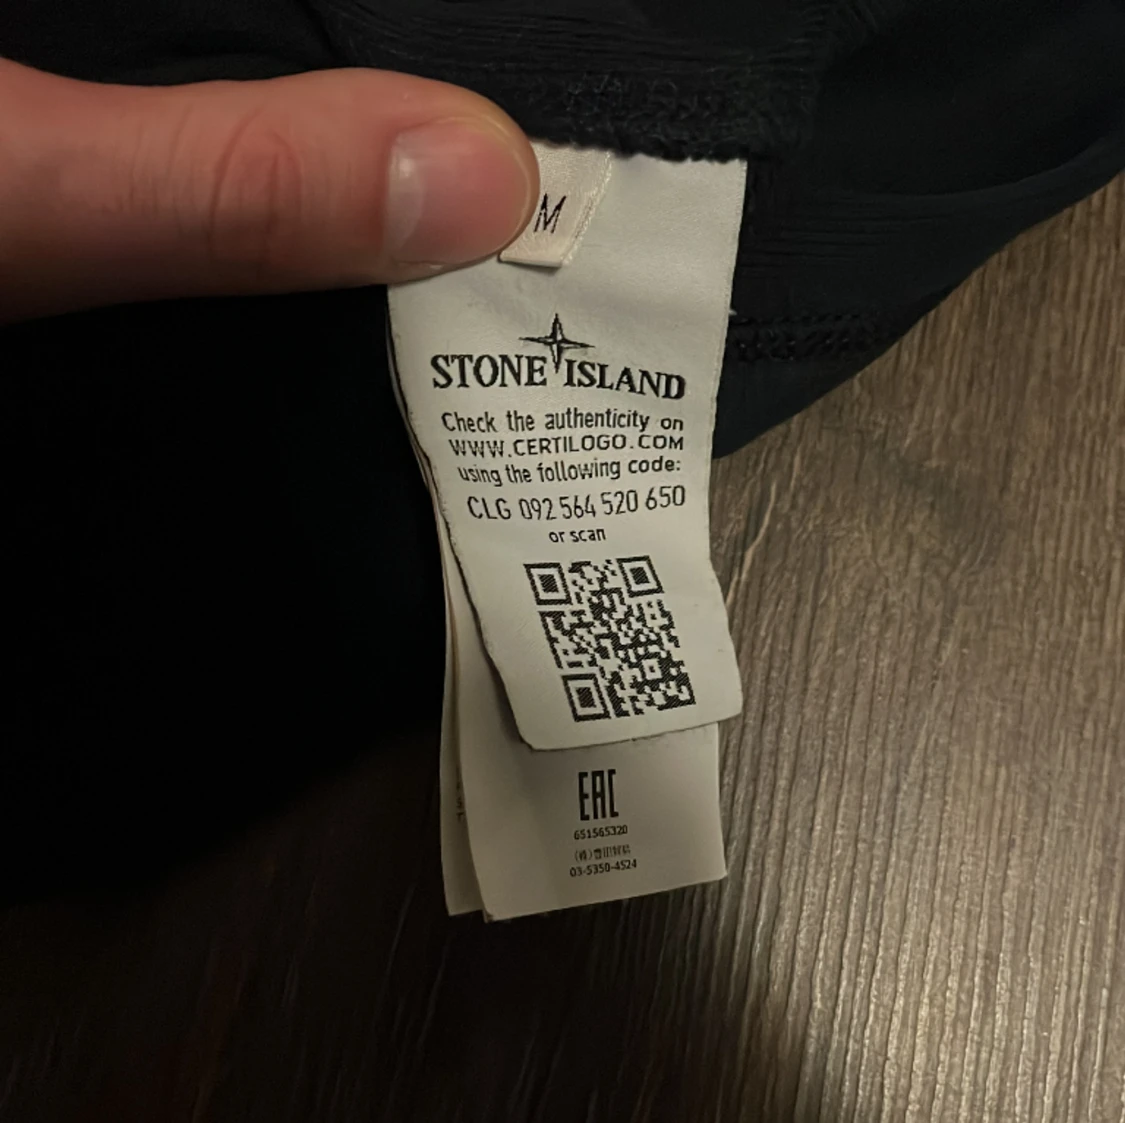 M
STONE ISLAND
Check the authenticity on
WWW.CERTILOGO.COM
using the following code:
CLG 092 564 520 650
or scan
EAC
651565320
03-5350-4524